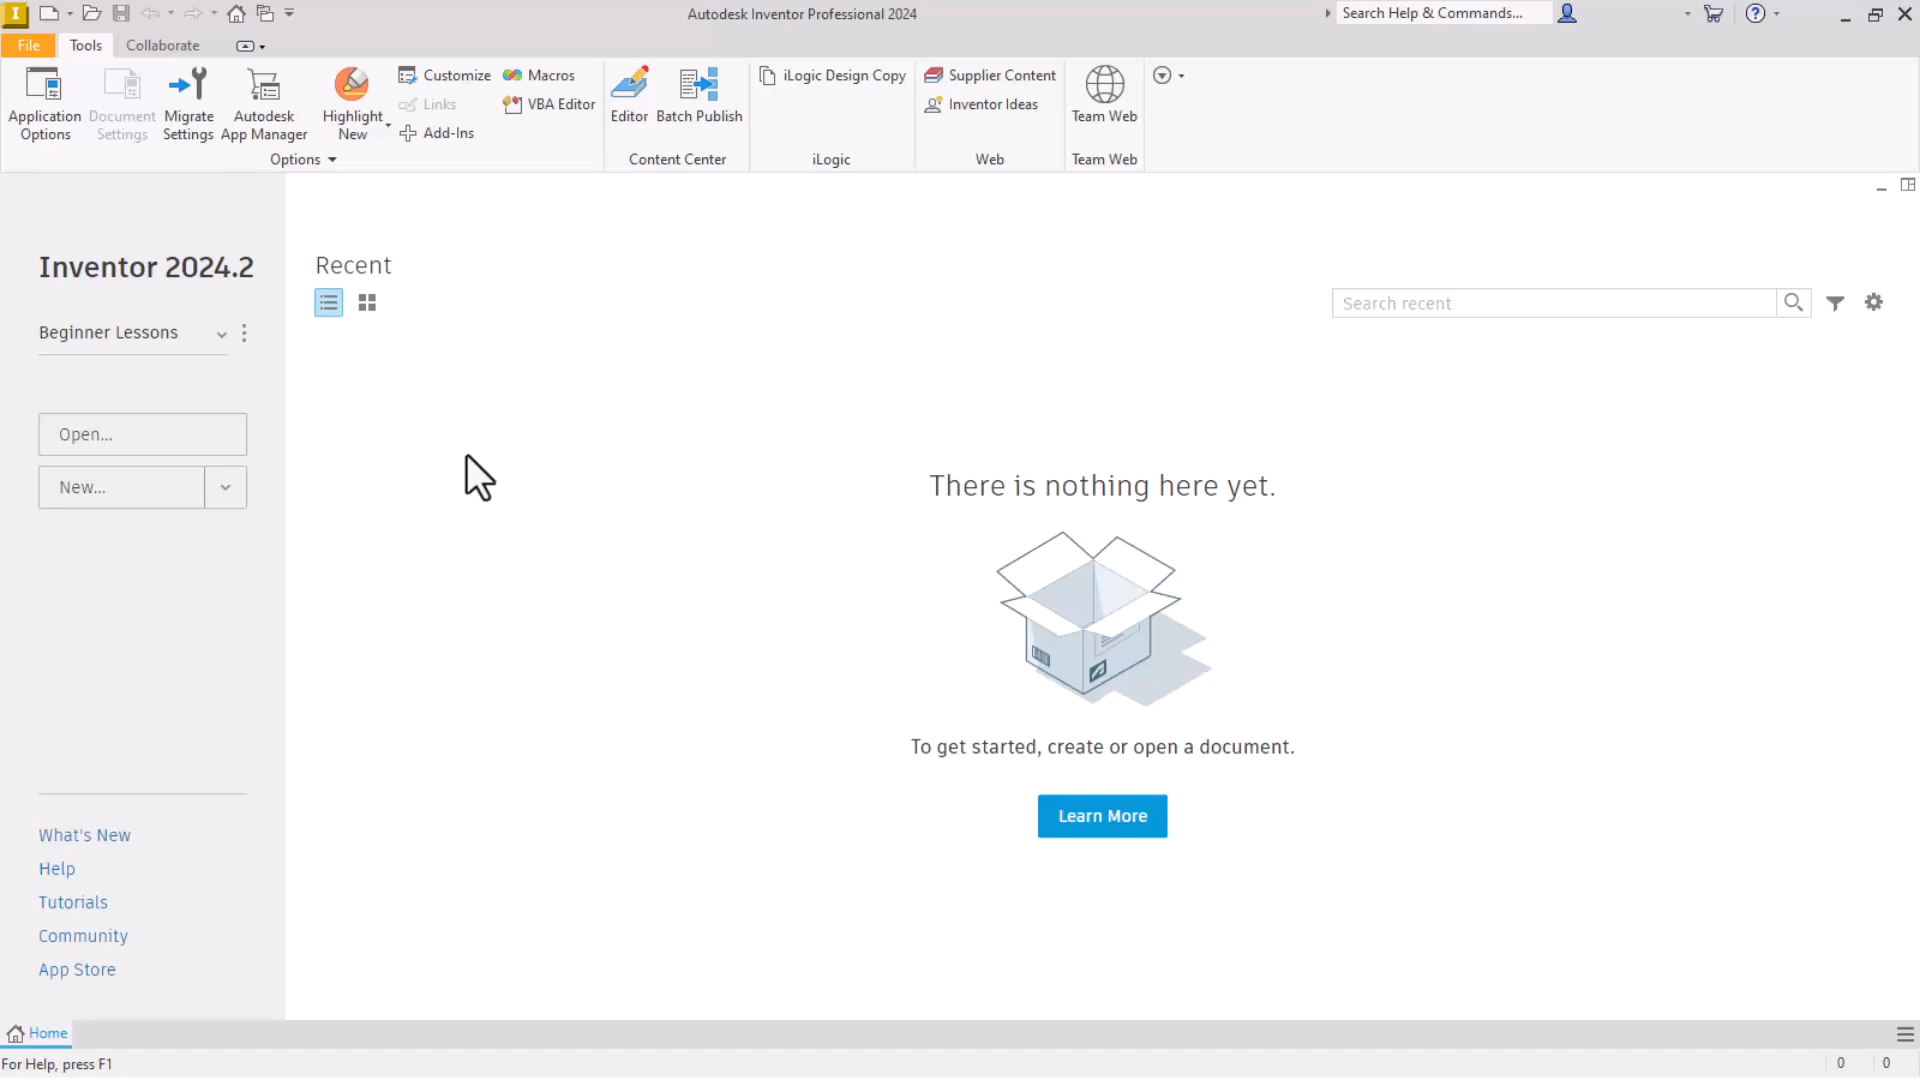 Autodesk Inventor Professional 2024
Search Help & Commands...
File Tools Collaborate
Application Options
Document Settings
Migrate Settings
Autodesk App Manager
Highlight New
Customize
Links
Add-Ins
Macros
VBA Editor
Options
Editor
Batch Publish
Content Center
iLogic Design Copy
iLogic
Supplier Content
Inventor Ideas
Web
Team Web
Team Web
Inventor 2024.2
Beginner Lessons
Open...
New...
What's New
Help
Tutorials
Community
App Store
Recent
Search recent
There is nothing here yet.
To get started, create or open a document.
Learn More
Home
For Help, press F1
0 0